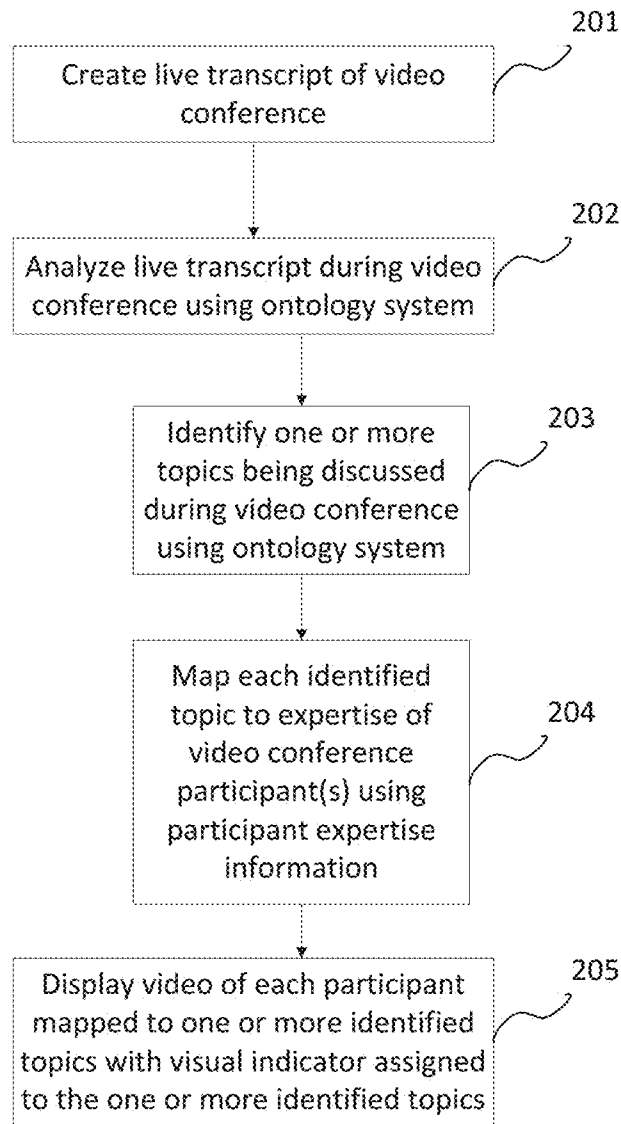 201
Create live transcript of video
conference
202
Analyze live transcript during video
conference using ontology system
203
Identify one or more
topics being discussed
during video conference
using ontology system
204
Map each identified
topic to expertise of
video conference
participant(s) using
participant expertise
information
205
Display video of each participant
mapped to one or more identified
topics with visual indicator assigned
to the one or more identified topics